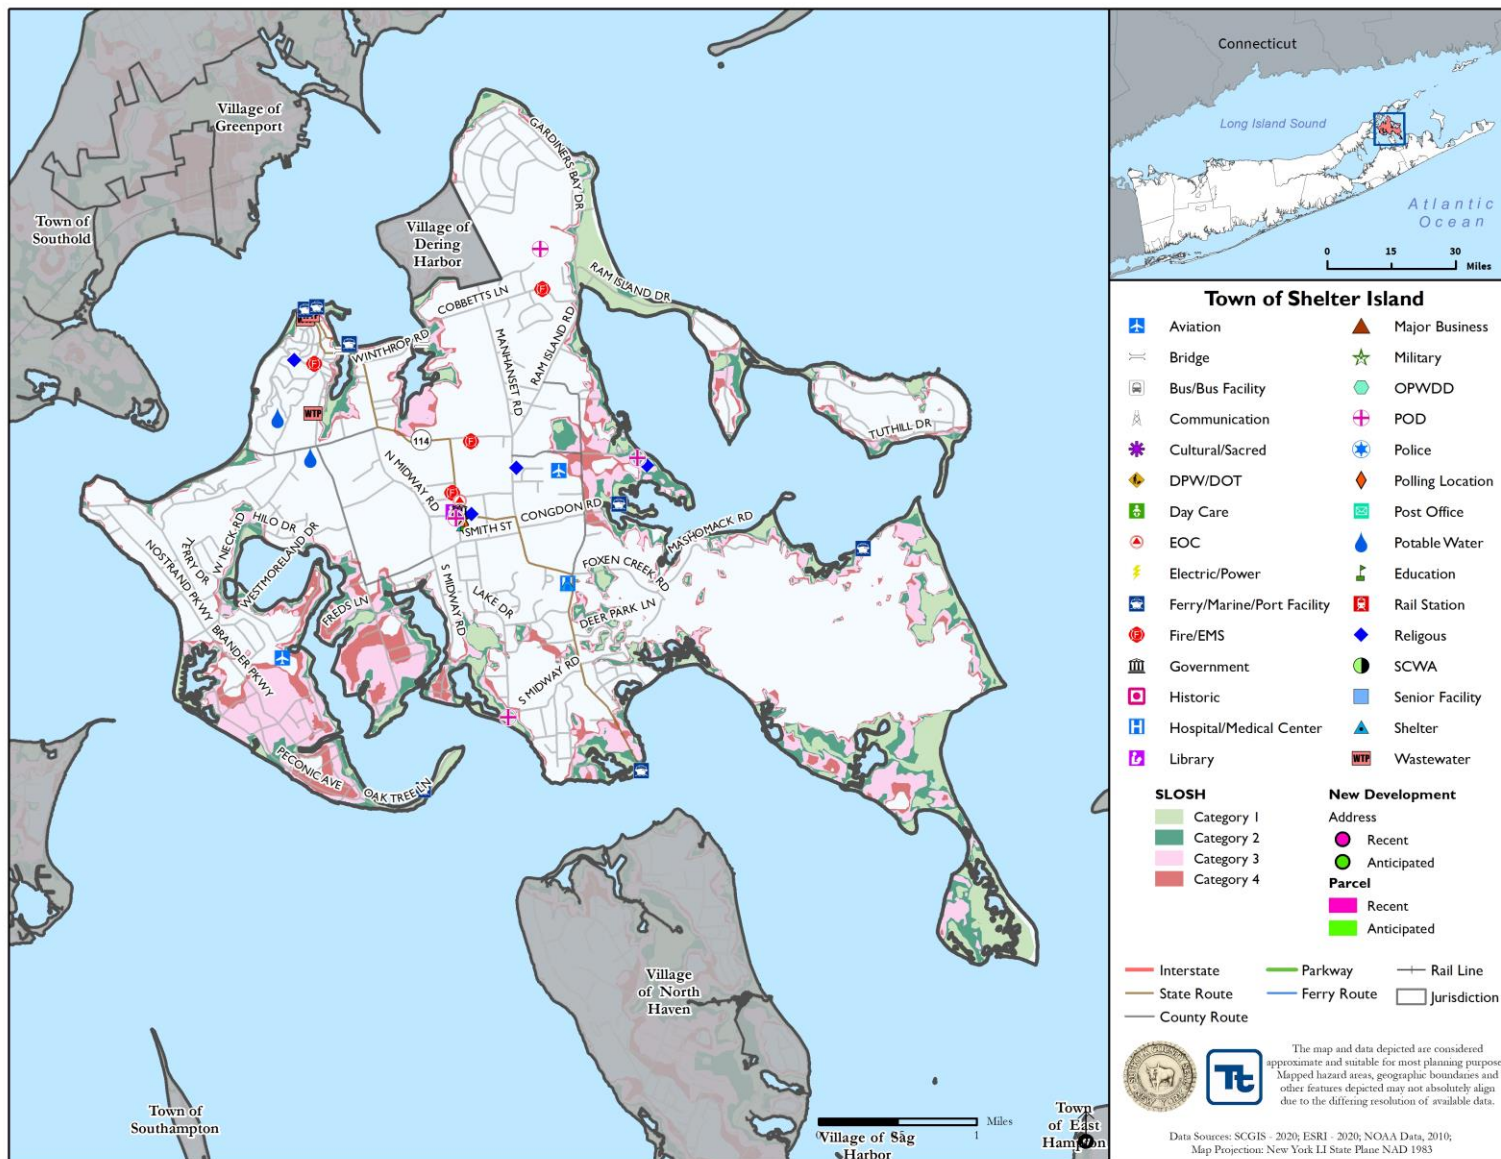 Village of
Greenport
Town of
Southold
Village of
Dering
Harbor
GARDINERS BAY DR
RAM ISLAND DR
COBBETTS LN
WINTHROP RD
MANHANSET RD
RAM ISLAND RD
TUTHILL DR
114
N MIDWAY RD
WTP
SMITH ST
CONGDON RD
MASHOMACK RD
FOXEN CREEK RD
DEER PARK LN
S MIDWAY RD
LAKE DR
S MIDWAY RD
HILO DR
W NECK RD
TERRY DR
WESTMORELAND DR
NOSTRAND PKWY
BRANDER PKWY
FREDS LN
PECONIC AVE
OAK TREE LN
Village
of North
Haven
Town of
Southampton
Village of Sag
Harbor
Town
of East
Hampton
0
0.5
1
Miles
Connecticut
Long Island Sound
Atlantic
Ocean
0
15
30
Miles
Town of Shelter Island
Aviation
Bridge
Bus/Bus Facility
Communication
Cultural/Sacred
DPW/DOT
Day Care
EOC
Electric/Power
Ferry/Marine/Port Facility
Fire/EMS
Government
Historic
Hospital/Medical Center
Library
Major Business
Military
OPWDD
POD
Police
Polling Location
Post Office
Potable Water
Education
Rail Station
Religous
SCWA
Senior Facility
Shelter
WTP Wastewater
SLOSH
Category 1
Category 2
Category 3
Category 4
New Development
Address
Recent
Anticipated
Parcel
Recent
Anticipated
Interstate
State Route
County Route
Parkway
Ferry Route
Rail Line
Jurisdiction
Tt
The map and data depicted are considered
approximate and suitable for most planning purpose
Mapped hazard areas, geographic boundaries and
other features depicted may not absolutely align
due to the differing resolution of available data.
Data Sources: SCGIS - 2020; ESRI - 2020; NOAA Data, 2010;
Map Projection: New York LI State Plane NAD 1983